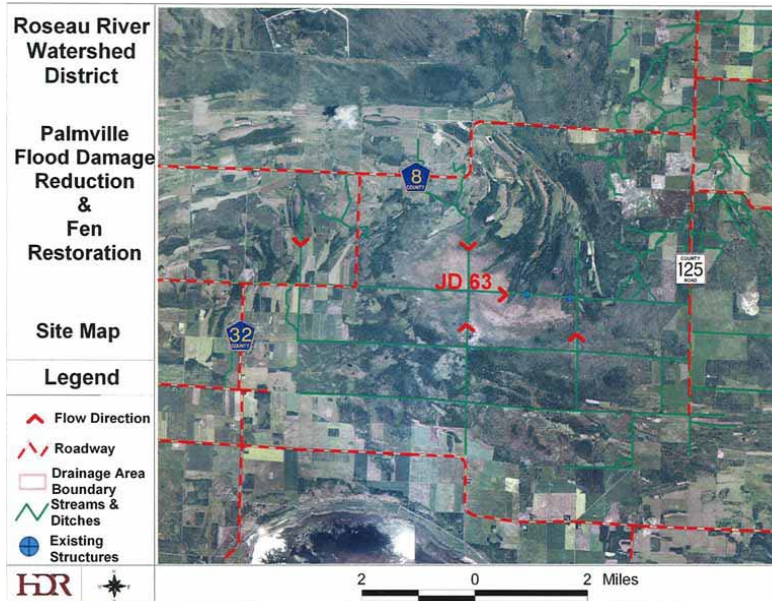 Roseau River
Watershed
District
Palmville
Flood Damage
Reduction
&
Fen
Restoration
Site Map
Legend
Flow Direction
Roadway
Drainage Area
Boundary
Streams &
Ditches
Existing
Structures
HDR
8
COUNTY
JD 63
COUNTY
125
ROAD
32
COUNTY
2 0 2 Miles